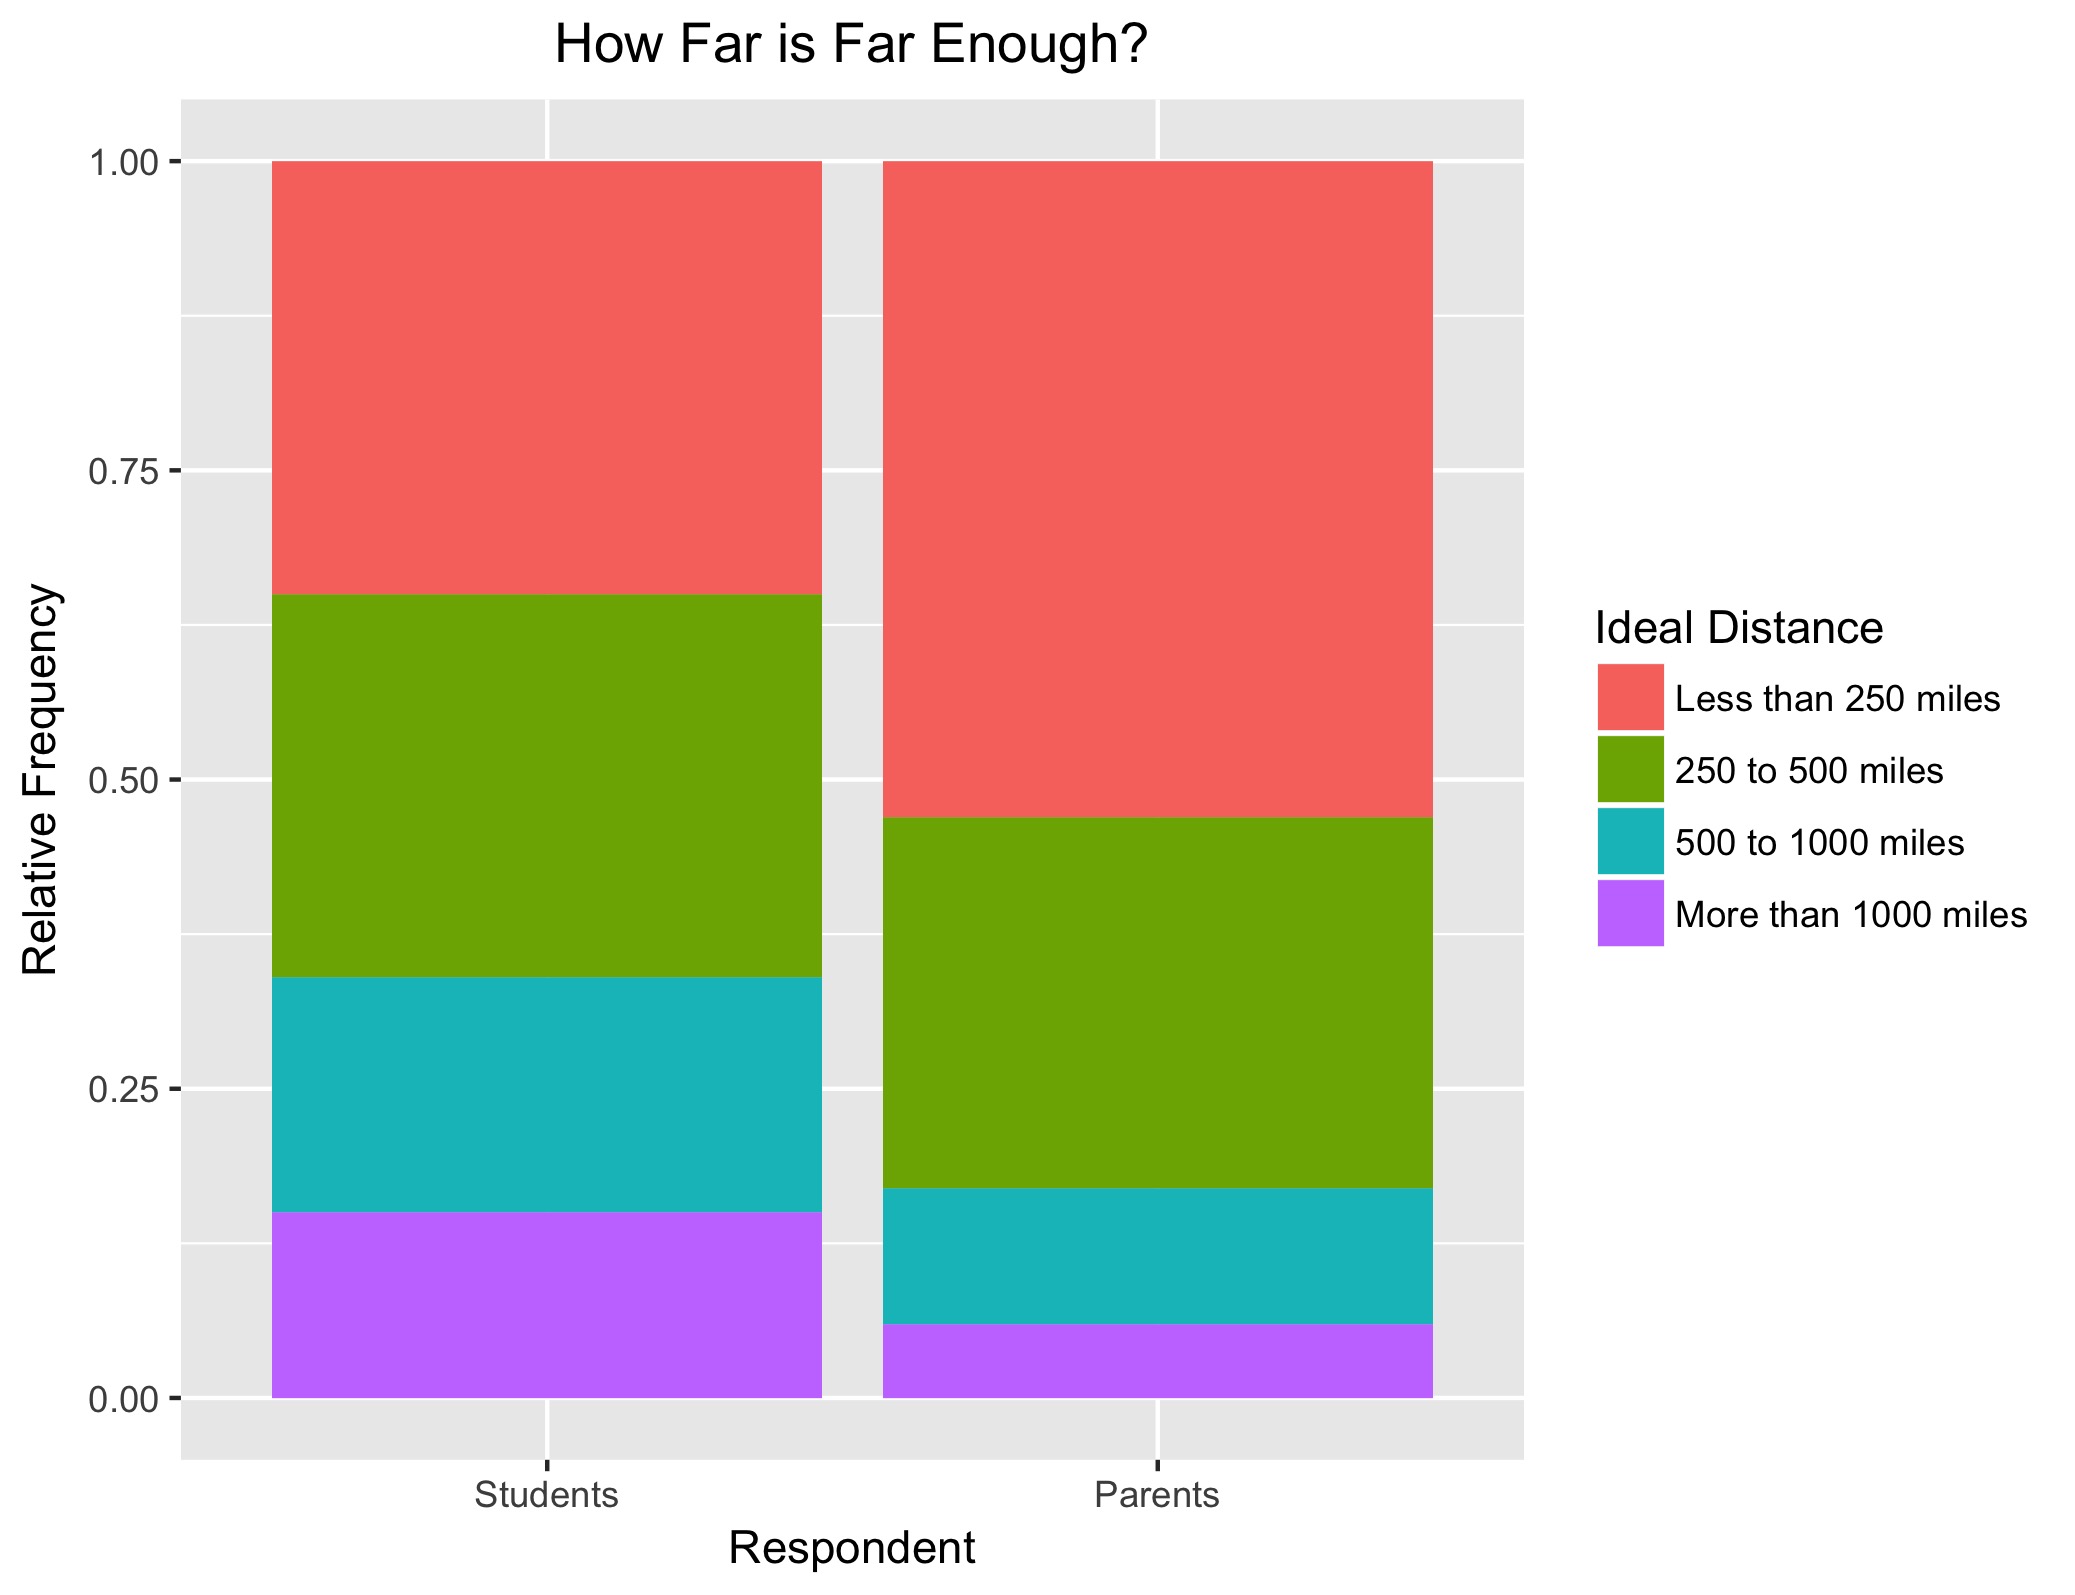 How Far is Far Enough?
Relative Frequency
1.00
0.75
0.50
0.25
0.00
Students
Parents
Respondent
Ideal Distance
Less than 250 miles
250 to 500 miles
500 to 1000 miles
More than 1000 miles